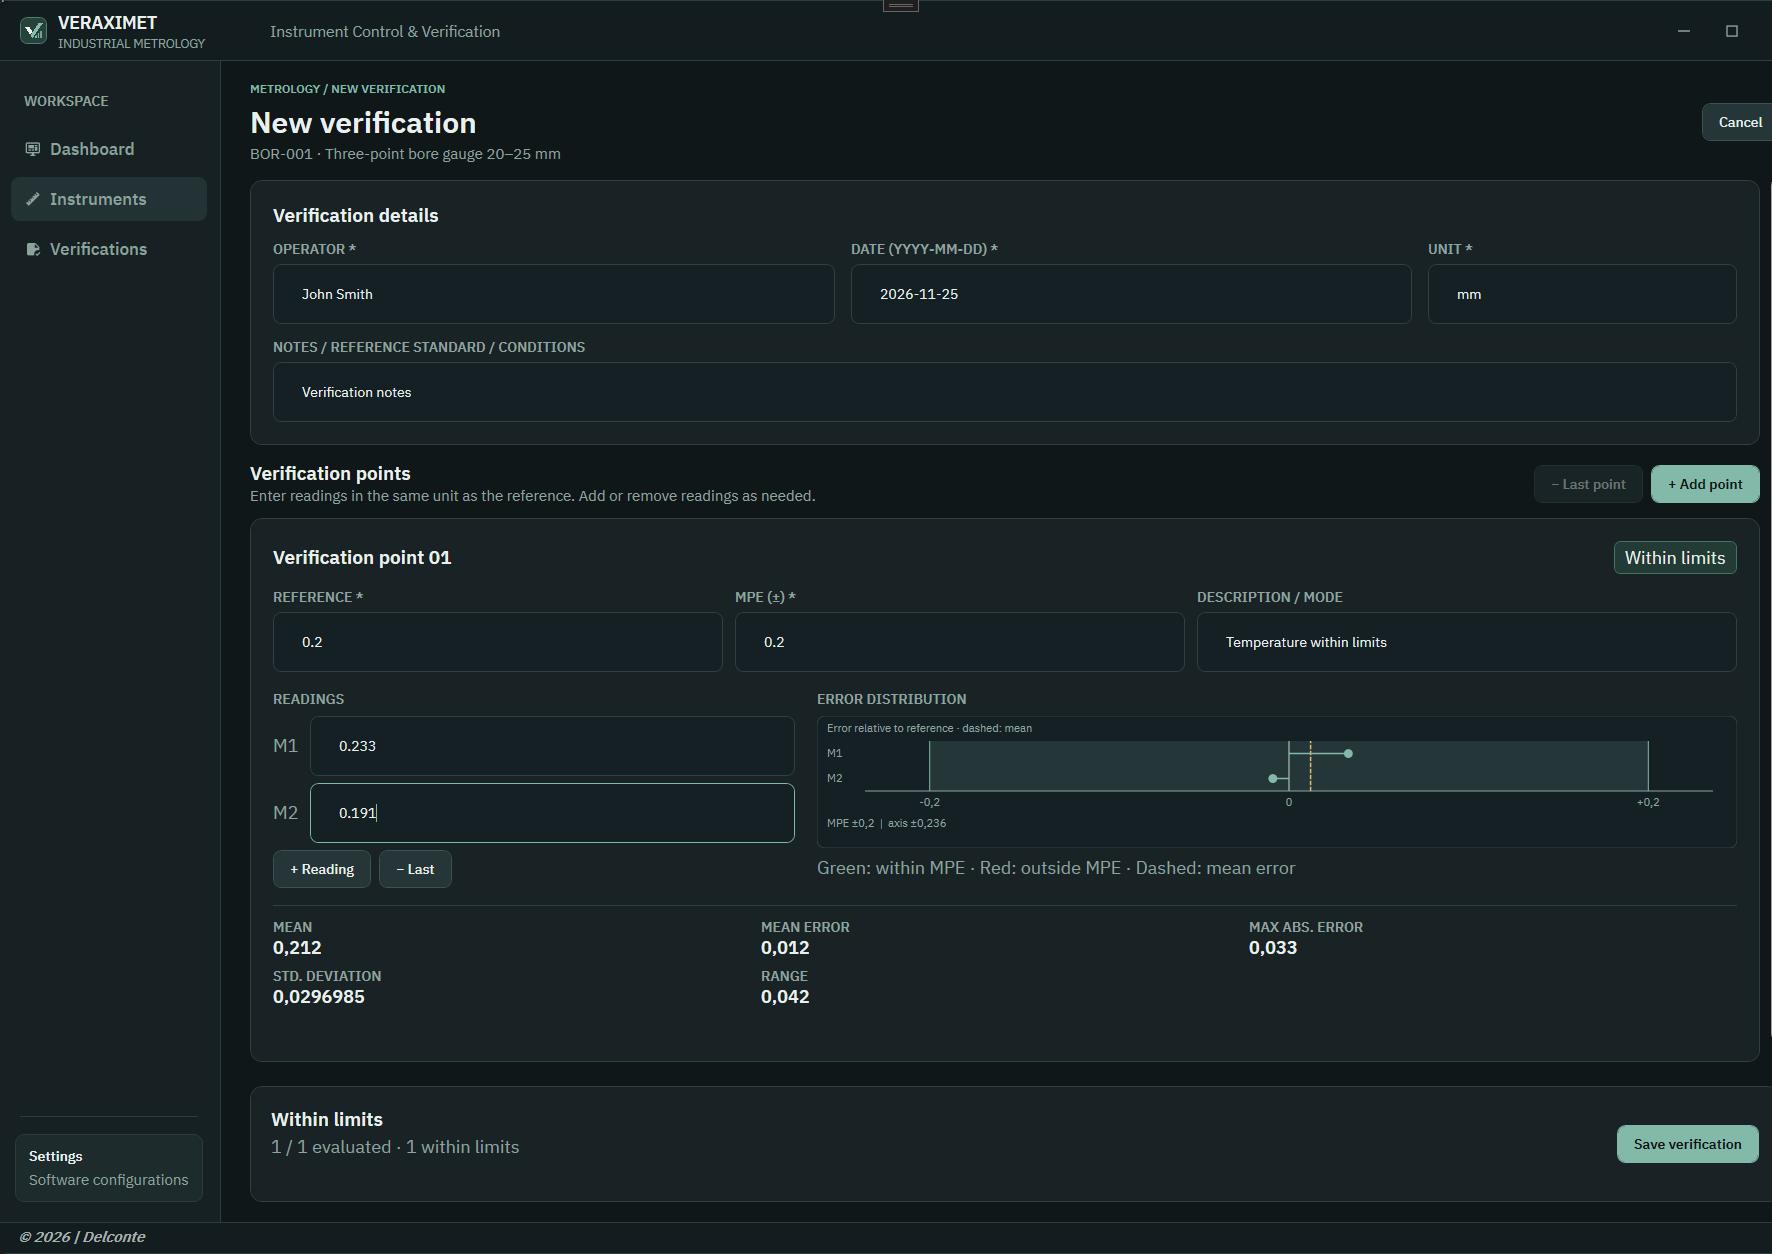 VERAXIMET
INDUSTRIAL METROLOGY
Instrument Control & Verification
WORKSPACE
Dashboard
Instruments
Verifications
METROLOGY / NEW VERIFICATION
New verification
BOR-001 · Three-point bore gauge 20–25 mm
Cancel
Verification details
OPERATOR *
DATE (YYYY-MM-DD) *
UNIT *
John Smith
2026-11-25
mm
NOTES / REFERENCE STANDARD / CONDITIONS
Verification notes
Verification points
Enter readings in the same unit as the reference. Add or remove readings as needed.
− Last point
+ Add point
Verification point 01
Within limits
REFERENCE *
MPE (±) *
DESCRIPTION / MODE
0.2
0.2
Temperature within limits
READINGS
M1
0.233
M2
0.191
+ Reading
− Last
ERROR DISTRIBUTION
Error relative to reference · dashed: mean
M1
M2
-0,2
0
+0,2
MPE ±0,2 | axis ±0,236
Green: within MPE · Red: outside MPE · Dashed: mean error
MEAN
0,212
MEAN ERROR
0,012
MAX ABS. ERROR
0,033
STD. DEVIATION
0,0296985
RANGE
0,042
Within limits
1 / 1 evaluated · 1 within limits
Save verification
Settings
Software configurations
© 2026 | Delconte